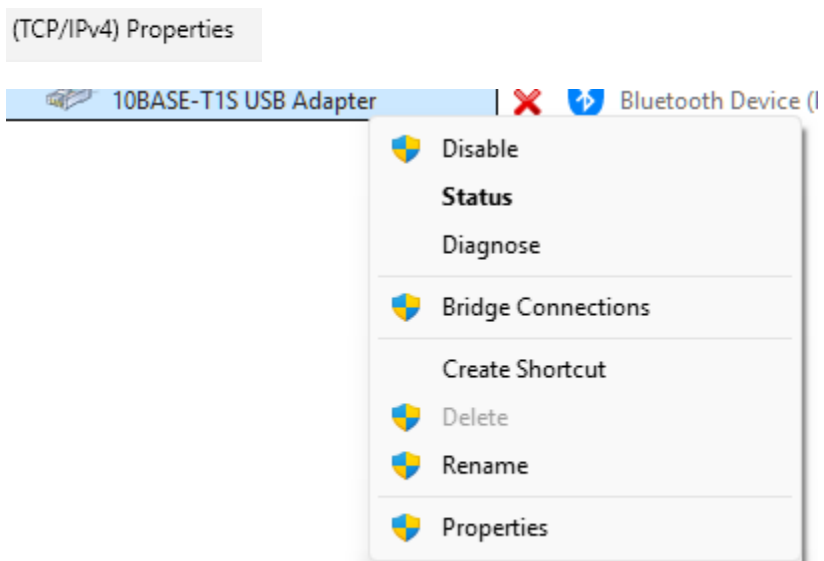 (TCP/IPv4) Properties
10BASE-T1S USB Adapter
Bluetooth Device (
Disable
Status
Diagnose
Bridge Connections
Create Shortcut
Delete
Rename
Properties